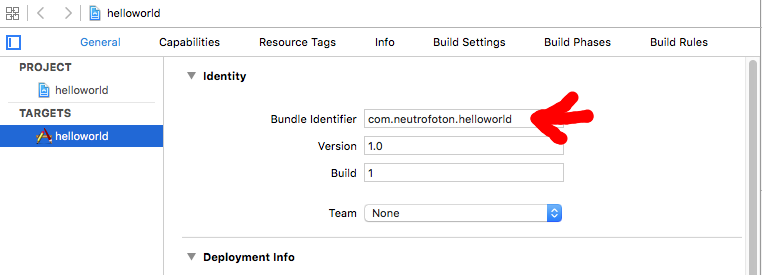 helloworld
General Capabilities Resource Tags Info Build Settings Build Phases Build Rules
PROJECT
helloworld
TARGETS
helloworld
Identity
Bundle Identifier com.neutrofoton.helloworld
Version 1.0
Build 1
Team None
Deployment Info